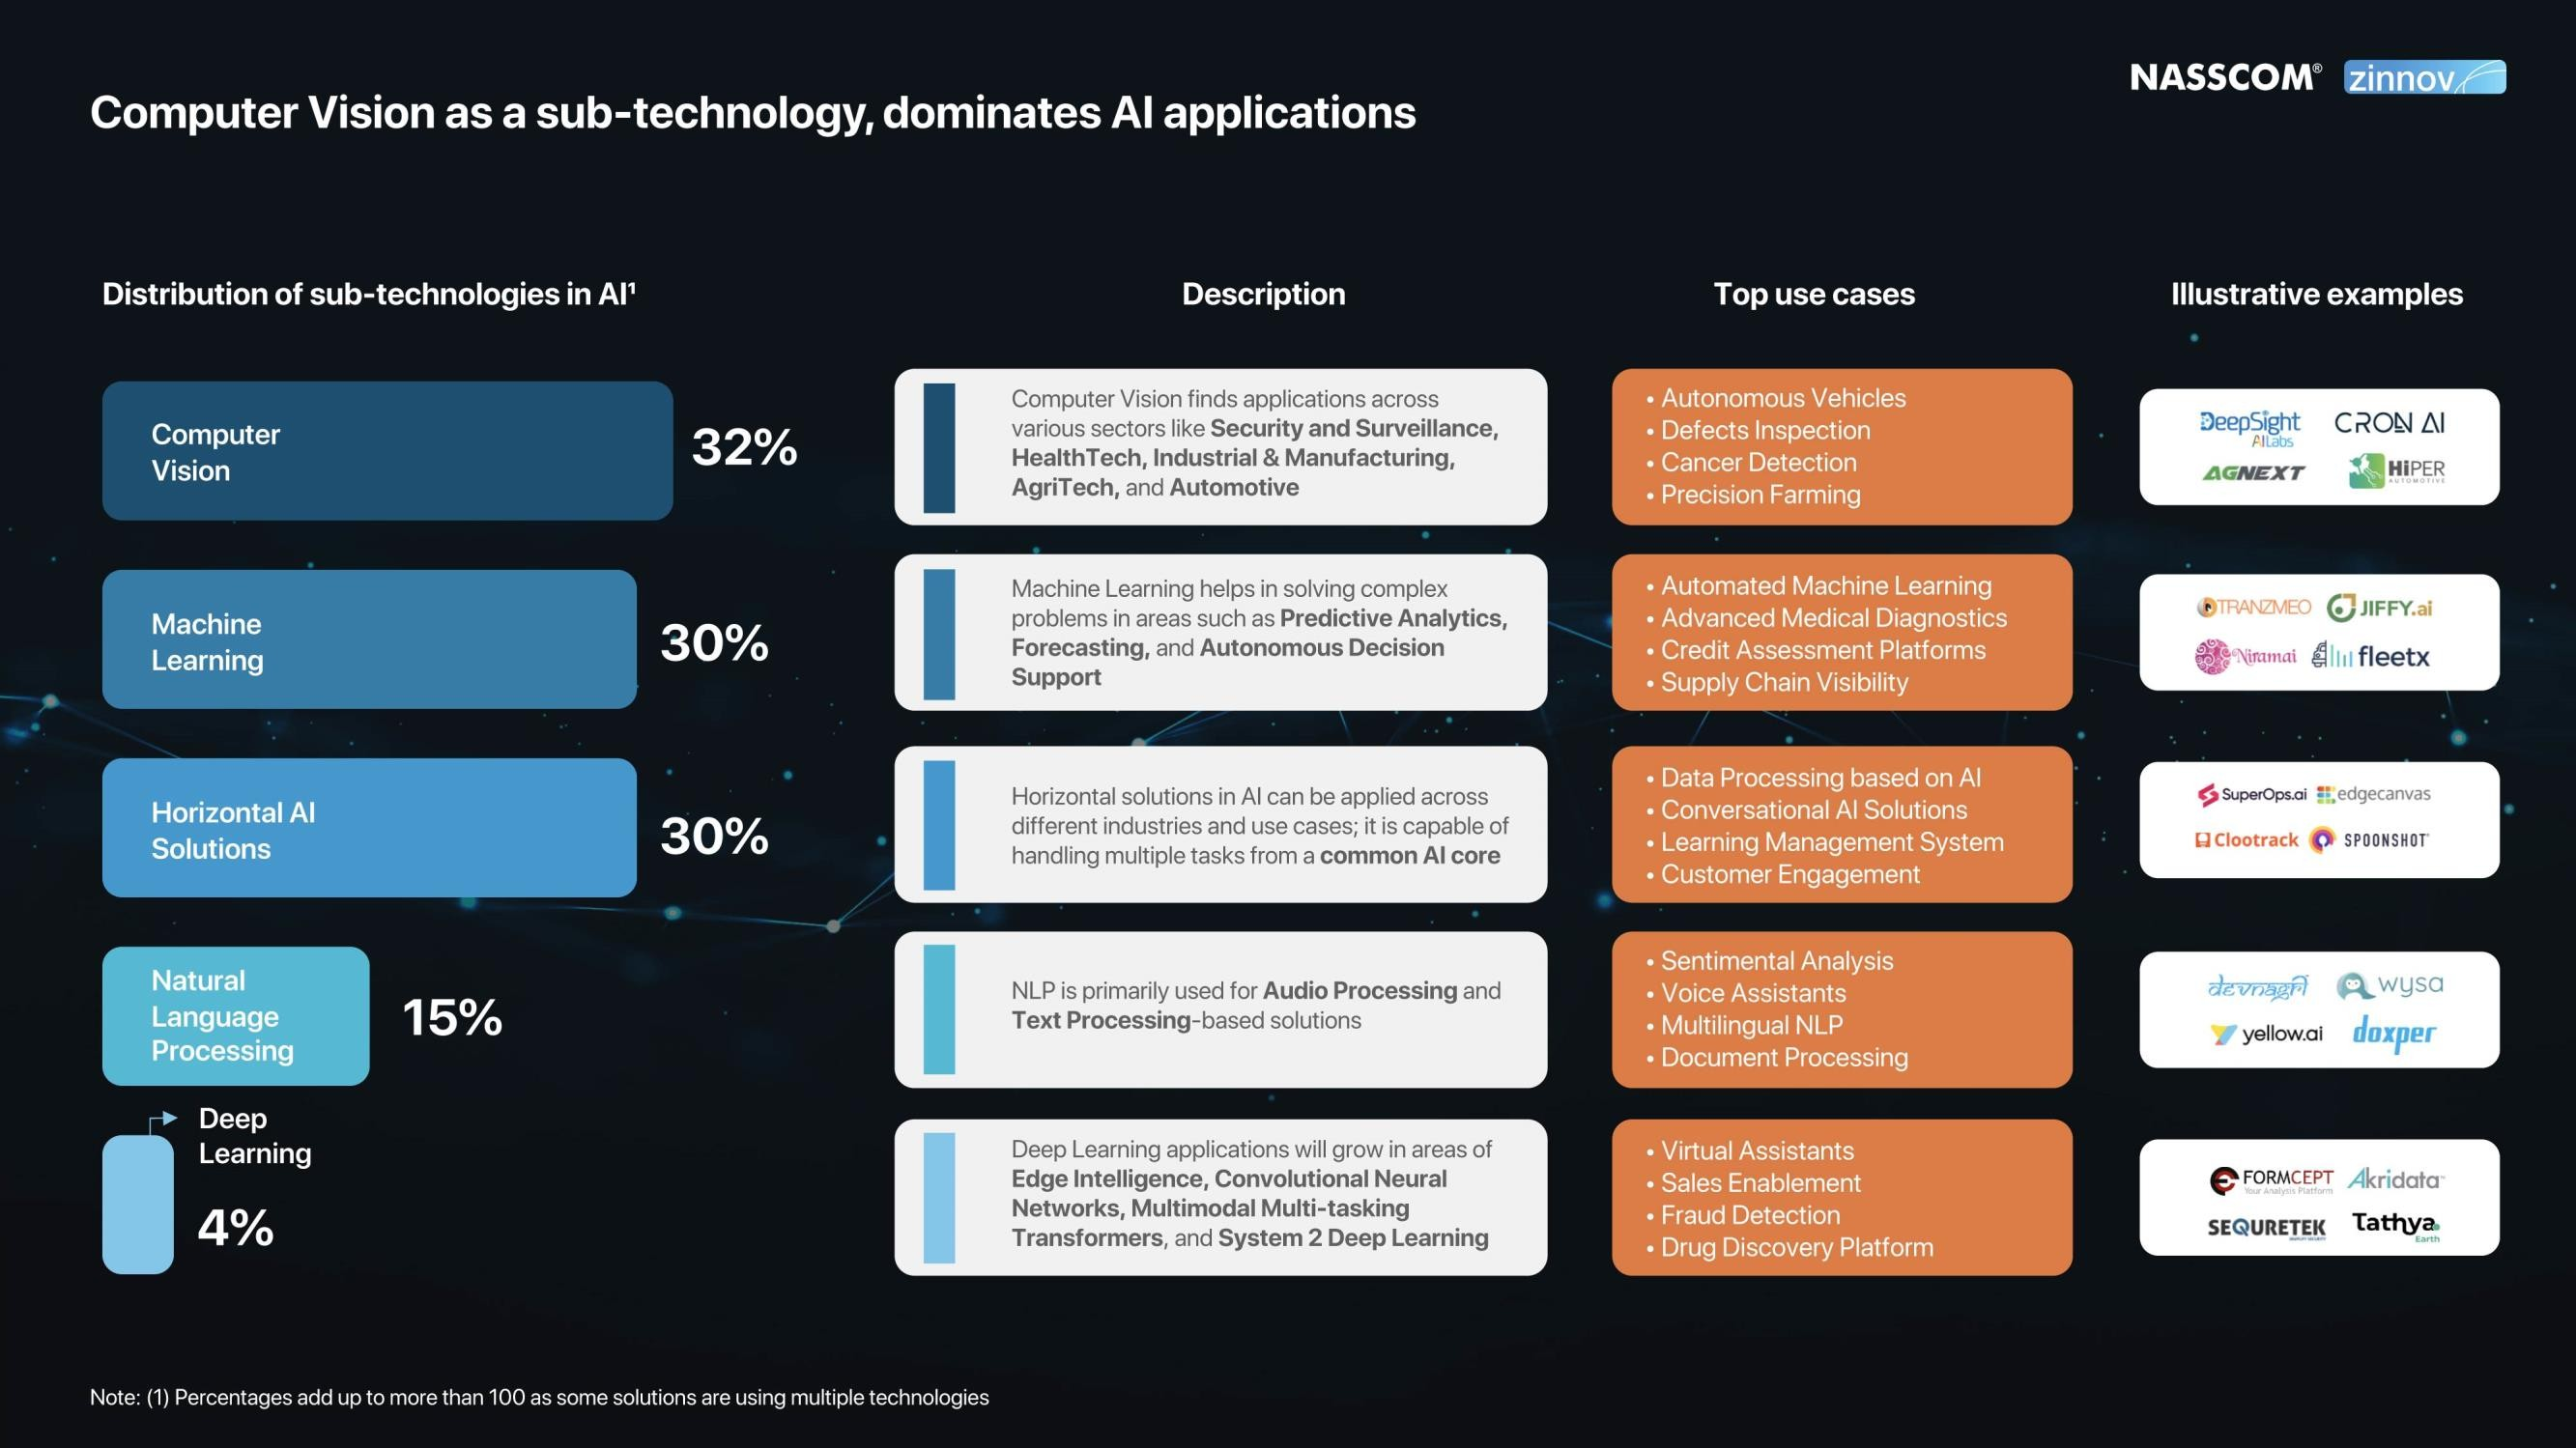 NASSCOM® zinnov
Computer Vision as a sub-technology, dominates AI applications
Distribution of sub-technologies in AI¹
Description
Top use cases
Illustrative examples
Computer
Vision
32%
Computer Vision finds applications across
various sectors like Security and Surveillance,
HealthTech, Industrial & Manufacturing,
AgriTech, and Automotive
• Autonomous Vehicles
• Defects Inspection
• Cancer Detection
• Precision Farming
DeepSight
AI Labs
CRON AI
AGNEXT
HiPER
AUTOMOTIVE
Machine
Learning
30%
Machine Learning helps in solving complex
problems in areas such as Predictive Analytics,
Forecasting, and Autonomous Decision
Support
• Automated Machine Learning
• Advanced Medical Diagnostics
• Credit Assessment Platforms
• Supply Chain Visibility
TRANZMEO
JIFFY.ai
Niramai
fleetx
Horizontal AI
Solutions
30%
Horizontal solutions in AI can be applied across
different industries and use cases; it is capable of
handling multiple tasks from a common AI core
• Data Processing based on AI
• Conversational AI Solutions
• Learning Management System
• Customer Engagement
SuperOps.ai
edgecanvas
Clootrack
SPOONSHOT
Natural
Language
Processing
15%
NLP is primarily used for Audio Processing and
Text Processing-based solutions
• Sentimental Analysis
• Voice Assistants
• Multilingual NLP
• Document Processing
devnagri
wysa
yellow.ai
doxper
Deep
Learning
4%
Deep Learning applications will grow in areas of
Edge Intelligence, Convolutional Neural
Networks, Multimodal Multi-tasking
Transformers, and System 2 Deep Learning
• Virtual Assistants
• Sales Enablement
• Fraud Detection
• Drug Discovery Platform
FORMCEPT
Your Analysis Platform
Akridata™
SEQURETEK
Tathya
Earth
Note: (1) Percentages add up to more than 100 as some solutions are using multiple technologies